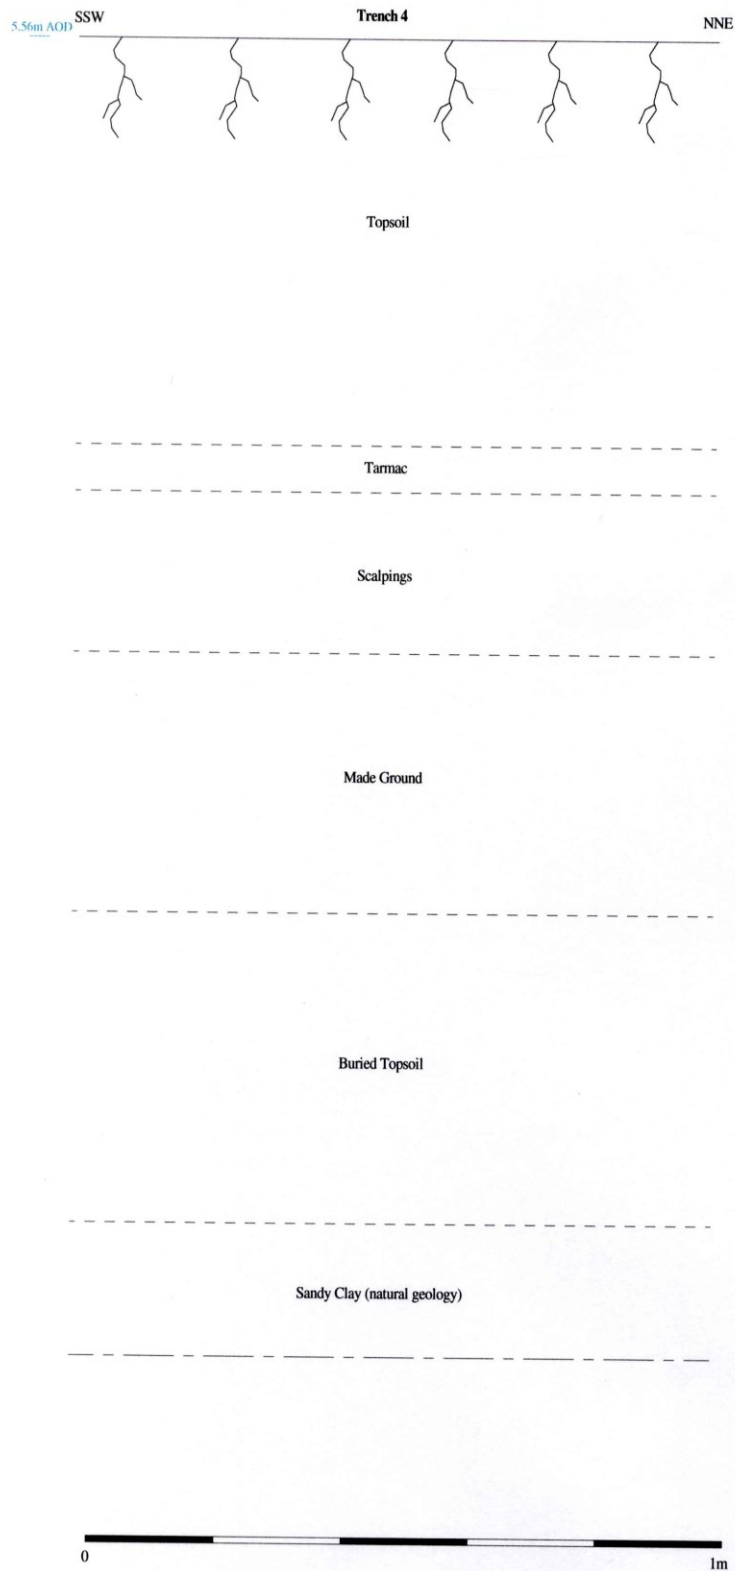 SSW
Trench 4
NNE
5.56m AOD
Topsoil
Tarmac
Scalpings
Made Ground
Buried Topsoil
Sandy Clay (natural geology)
0
1m